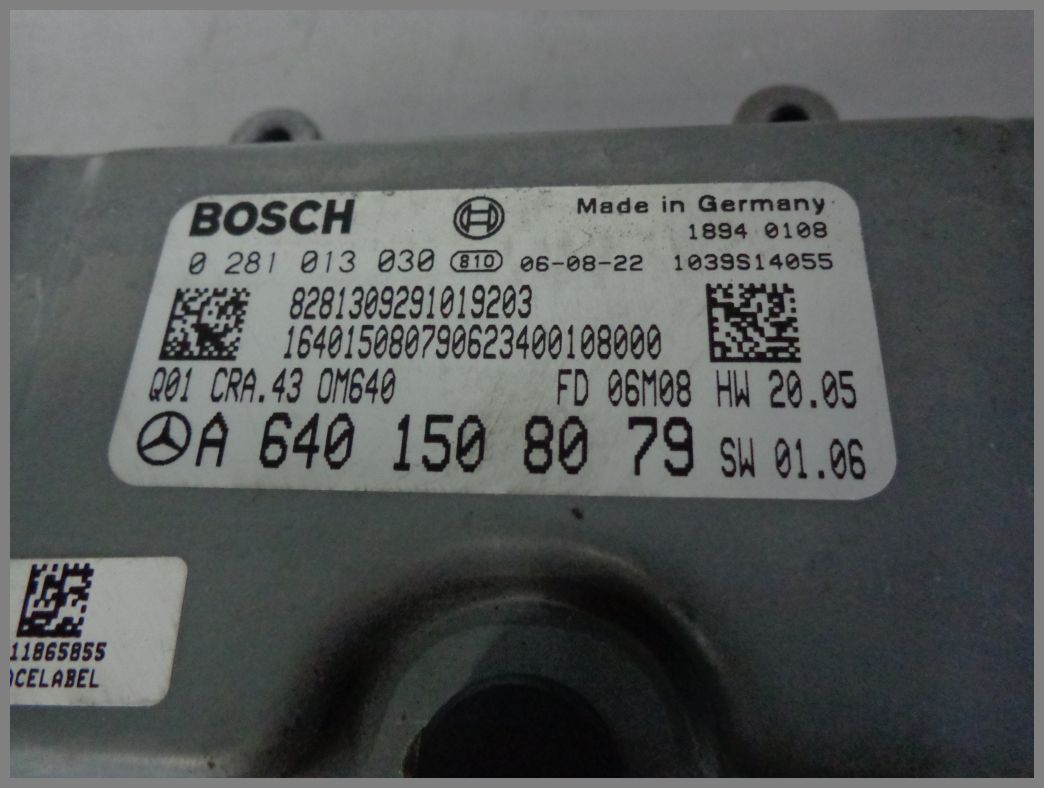 BOSCH Made in Germany
1894 0108
0 281 013 030 810 06-08-22 1039S14055
8281309291019203
164015080790623400108000
Q01 CRA.43 OM640 FD 06M08 HW 20.05
A 640 150 80 79 SW 01.06
11865855
CELABEL